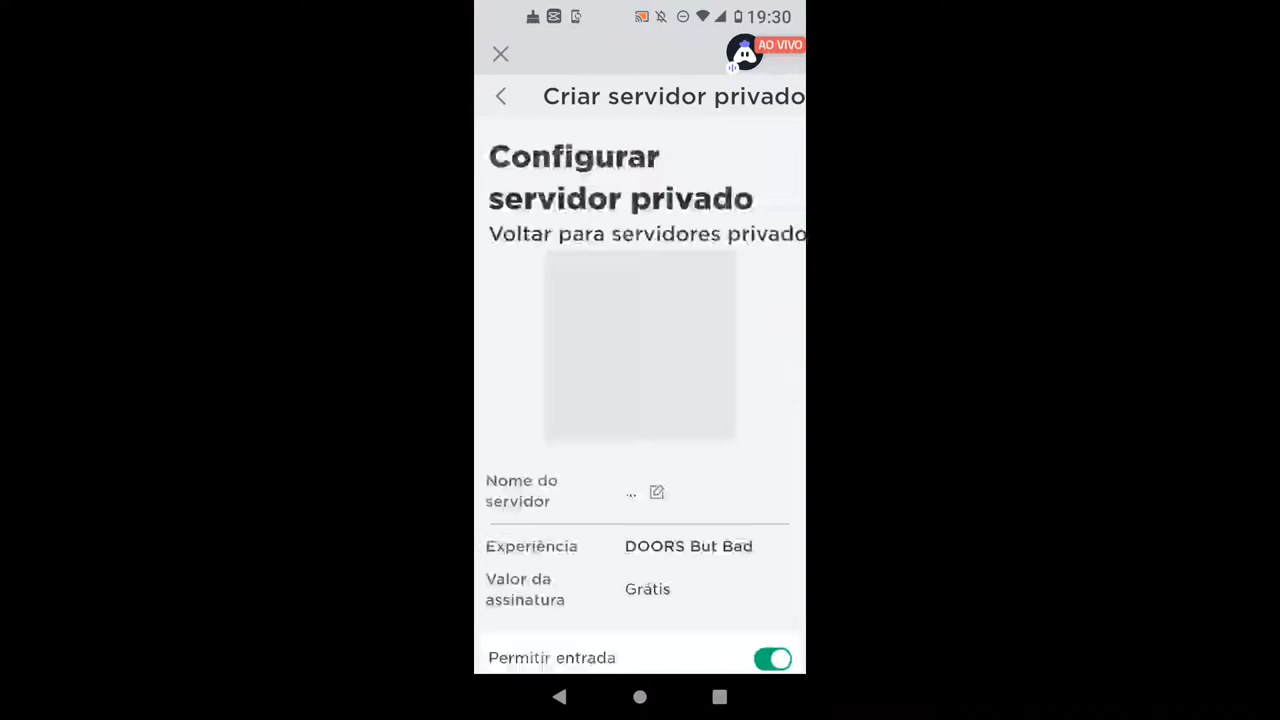 19:30
AO VIVO
Criar servidor privado
Configurar
servidor privado
Voltar para servidores privado
Nome do
servidor
...
Experiência
DOORS But Bad
Valor da
assinatura
Grátis
Permitir entrada